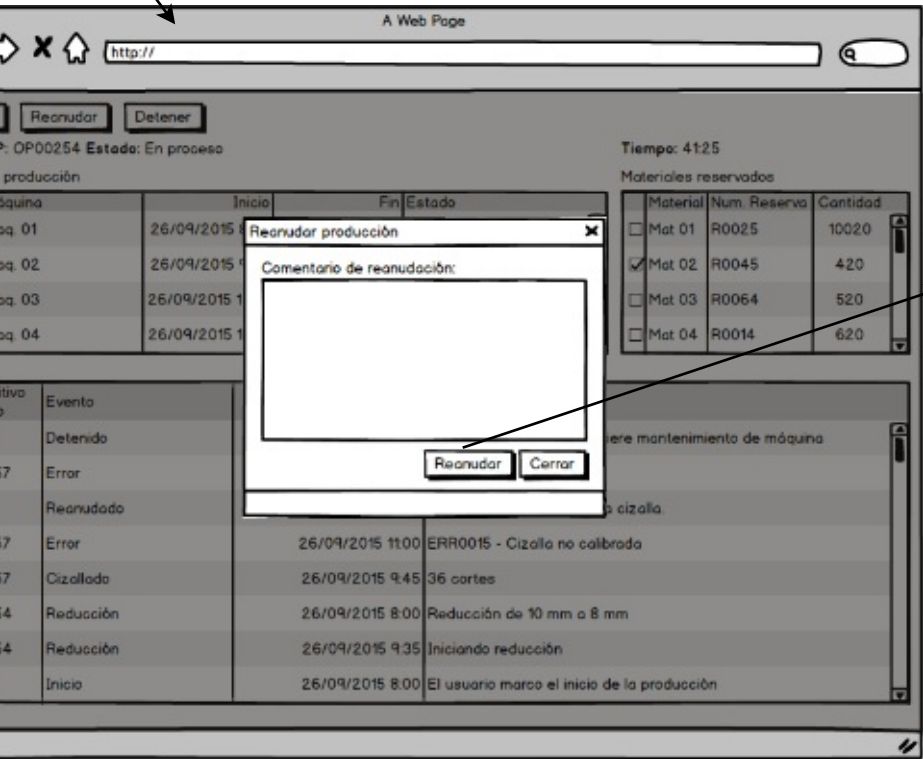 A Web Page
http://
Reanudar Detener
OP00254 Estado: En proceso Tiempo: 41:25
producción Materiales reservados
Inicio Fin Estado Material Num. Reserva Cantidad
01 26/09/2015 Mat 01 R0025 10020
02 26/09/2015 Mat 02 R0045 420
03 26/09/2015 Mat 03 R0064 520
04 26/09/2015 Mat 04 R0014 620
Reanudar producción
Comentario de reanudación:
Reanudar Cerrar
Evento
Detenido mantenimiento de máquina
Error
Reanudado cizalla.
Error 26/09/2015 11:00 ERR0015 - Cizalla no calibrada
Cizallado 26/09/2015 9:45 36 cortes
Reducción 26/09/2015 8:00 Reducción de 10 mm a 8 mm
Reducción 26/09/2015 9:35 Iniciando reducción
Inicio 26/09/2015 8:00 El usuario marco el inicio de la producción